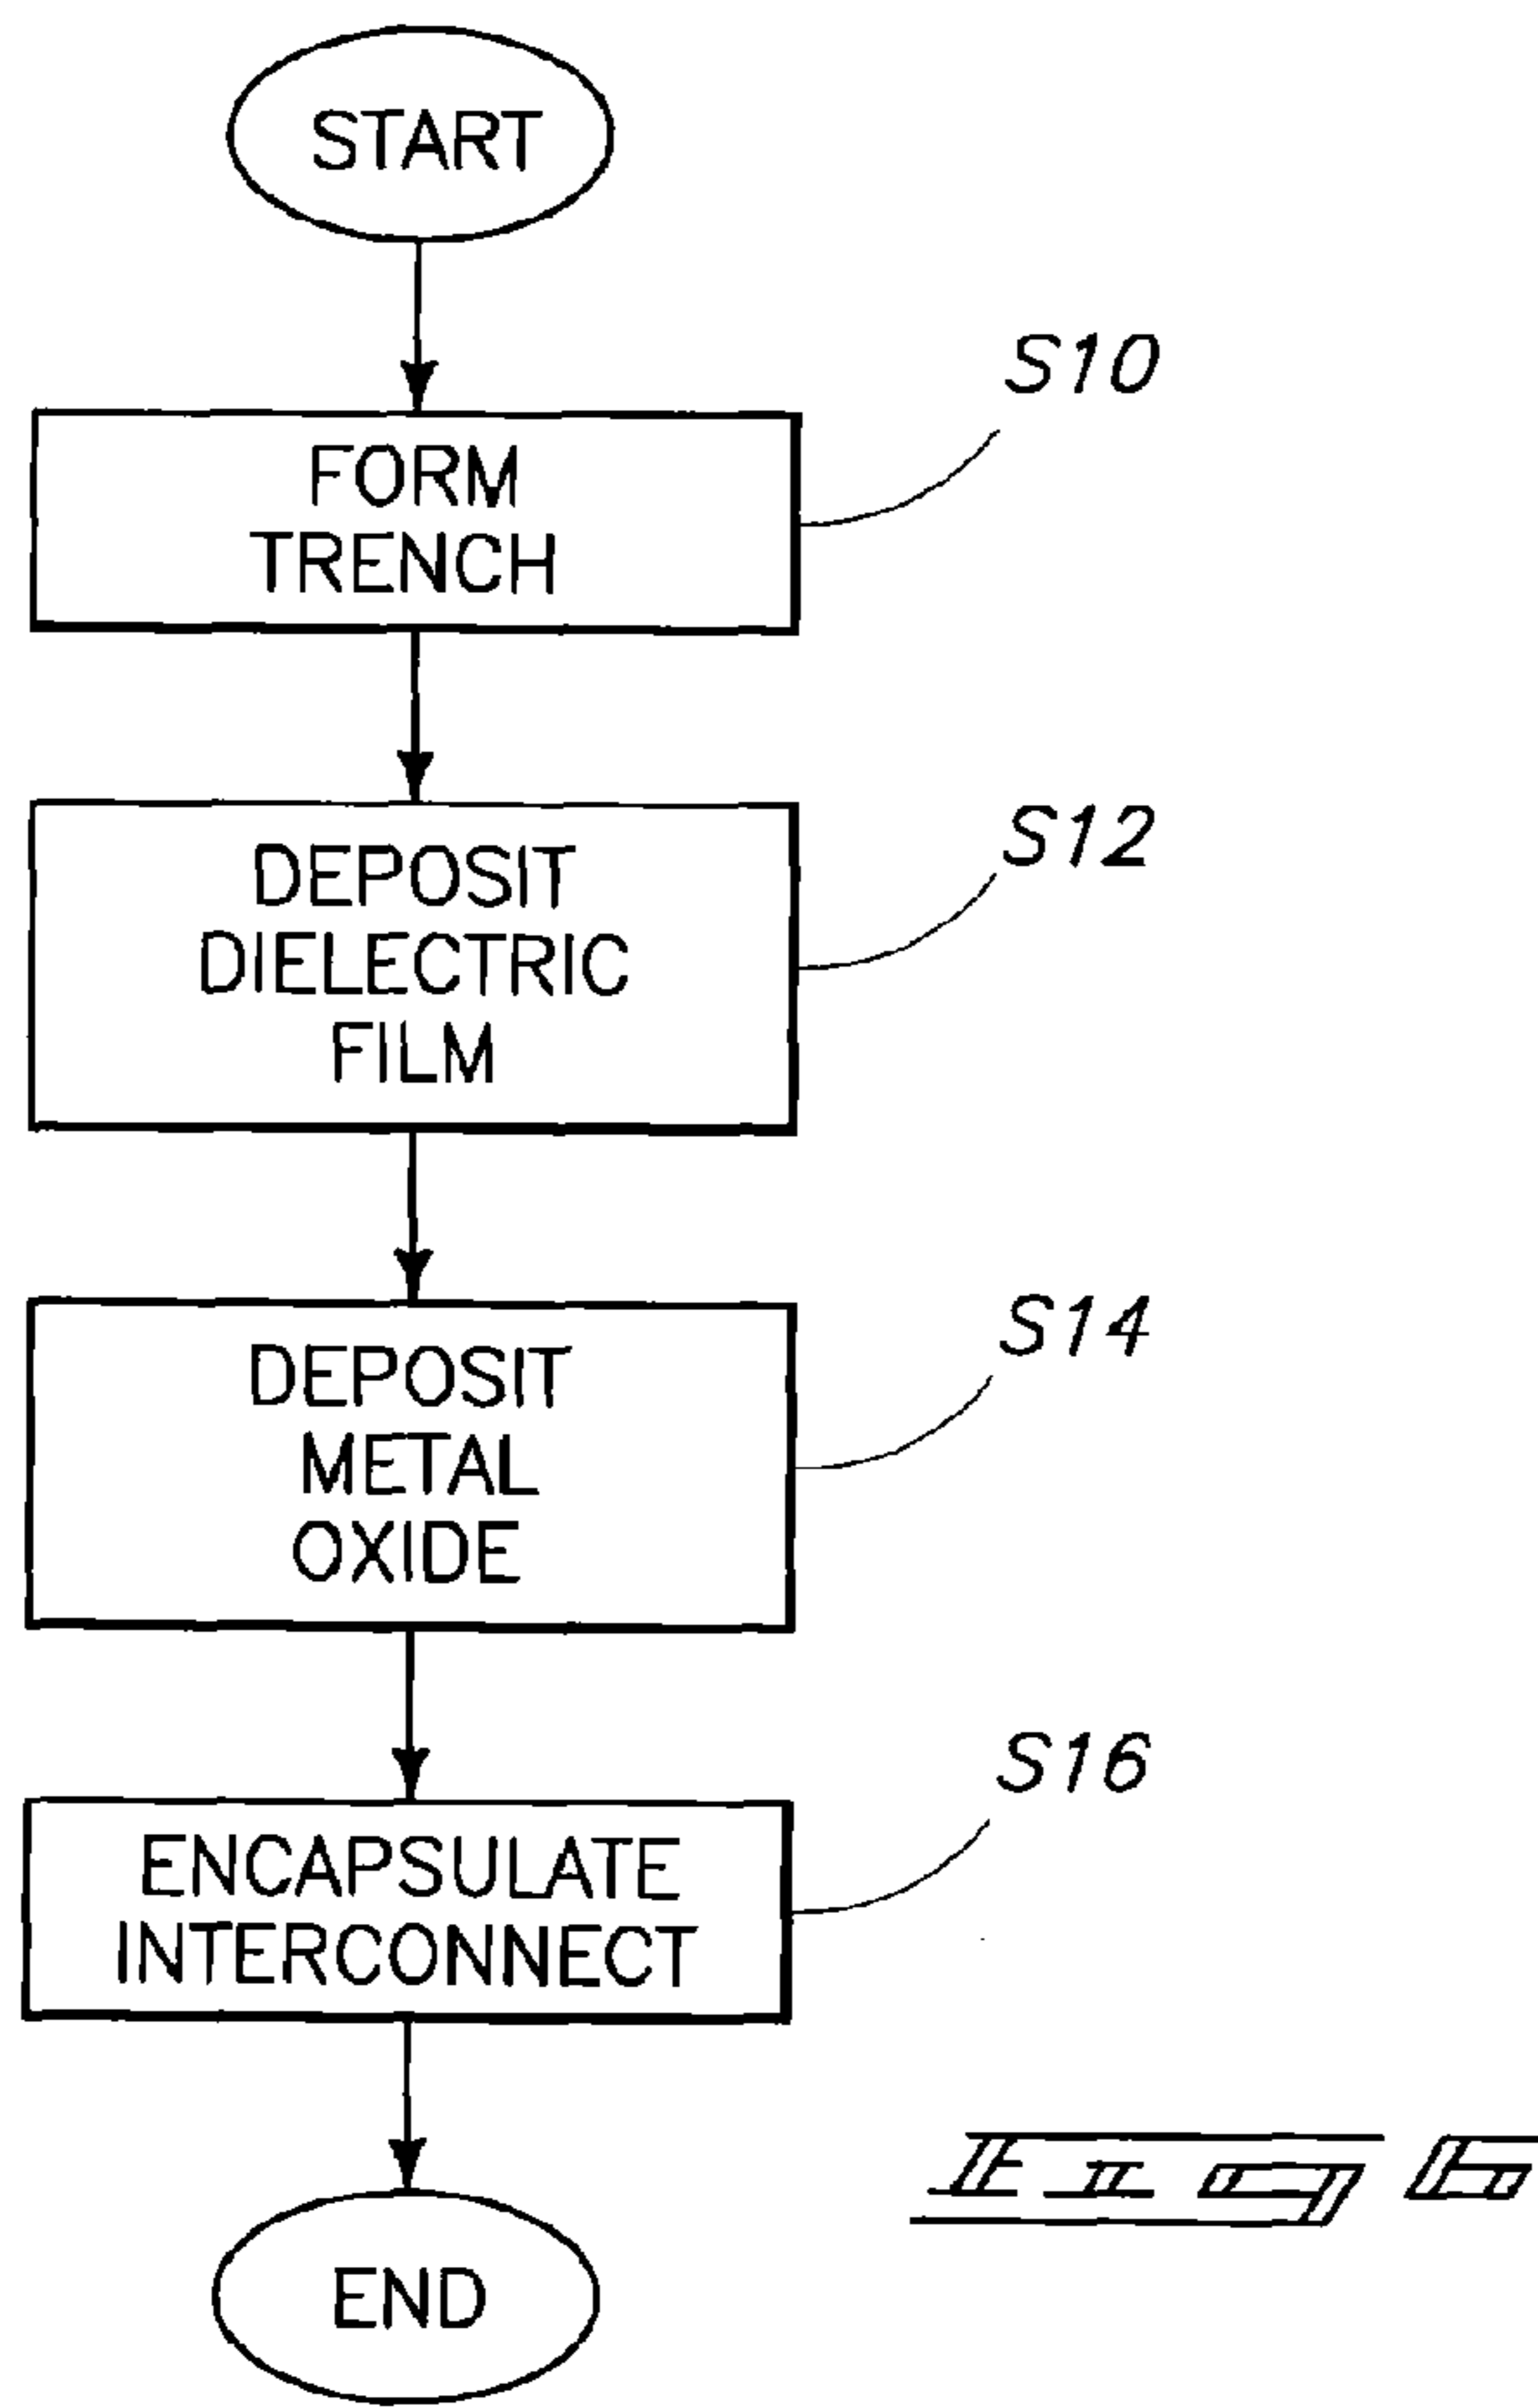 START
S10
FORM
TRENCH
S12
DEPOSIT
DIELECTRIC
FILM
S14
DEPOSIT
METAL
OXIDE
S16
ENCAPSULATE
INTERCONNECT
END
Fig 6